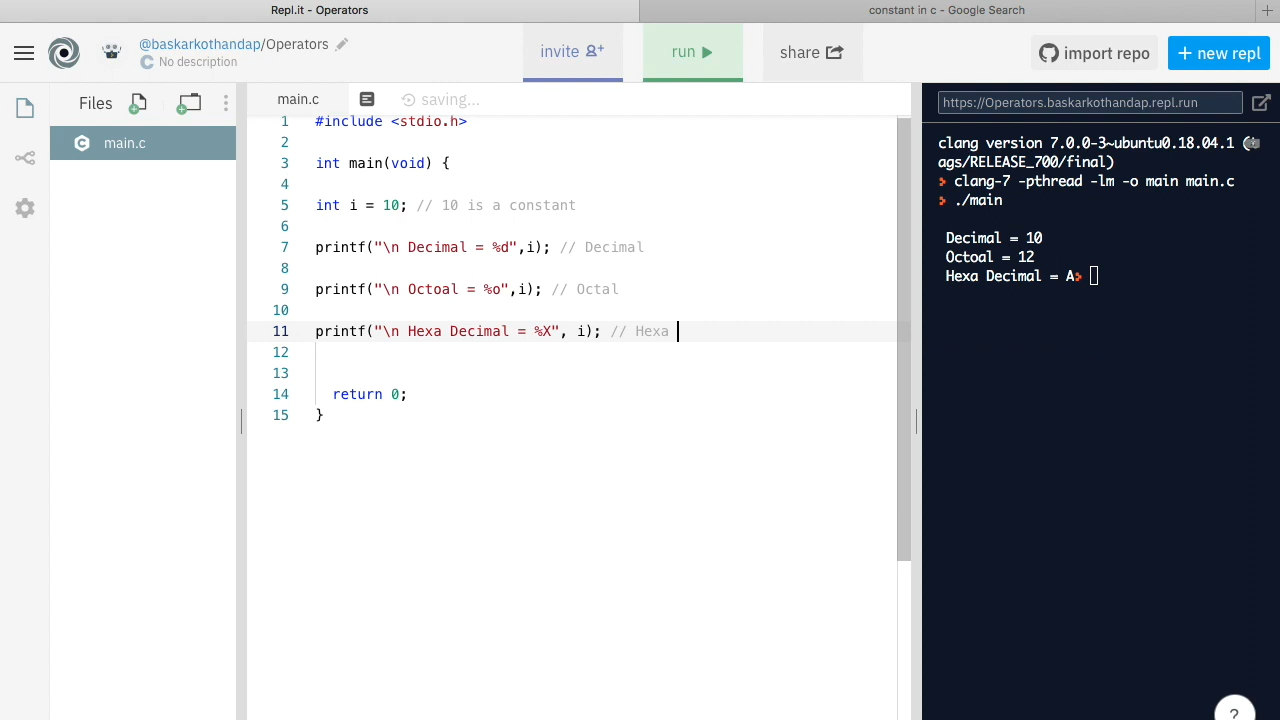 Repl.it - Operators
constant in c - Google Search
@baskarkothandap/Operators
No description
invite
run
share
import repo
+ new repl
Files
main.c
saving...
https://Operators.baskarkothandap.repl.run
main.c
1 #include <stdio.h>
2
3 int main(void) {
4
5 int i = 10; // 10 is a constant
6
7 printf("\n Decimal = %d",i); // Decimal
8
9 printf("\n Octoal = %o",i); // Octal
10
11 printf("\n Hexa Decimal = %X", i); // Hexa
12
13
14 return 0;
15 }
clang version 7.0.0-3~ubuntu0.18.04.1 (
ags/RELEASE_700/final)
> clang-7 -pthread -lm -o main main.c
> ./main
Decimal = 10
Octoal = 12
Hexa Decimal = A>
?